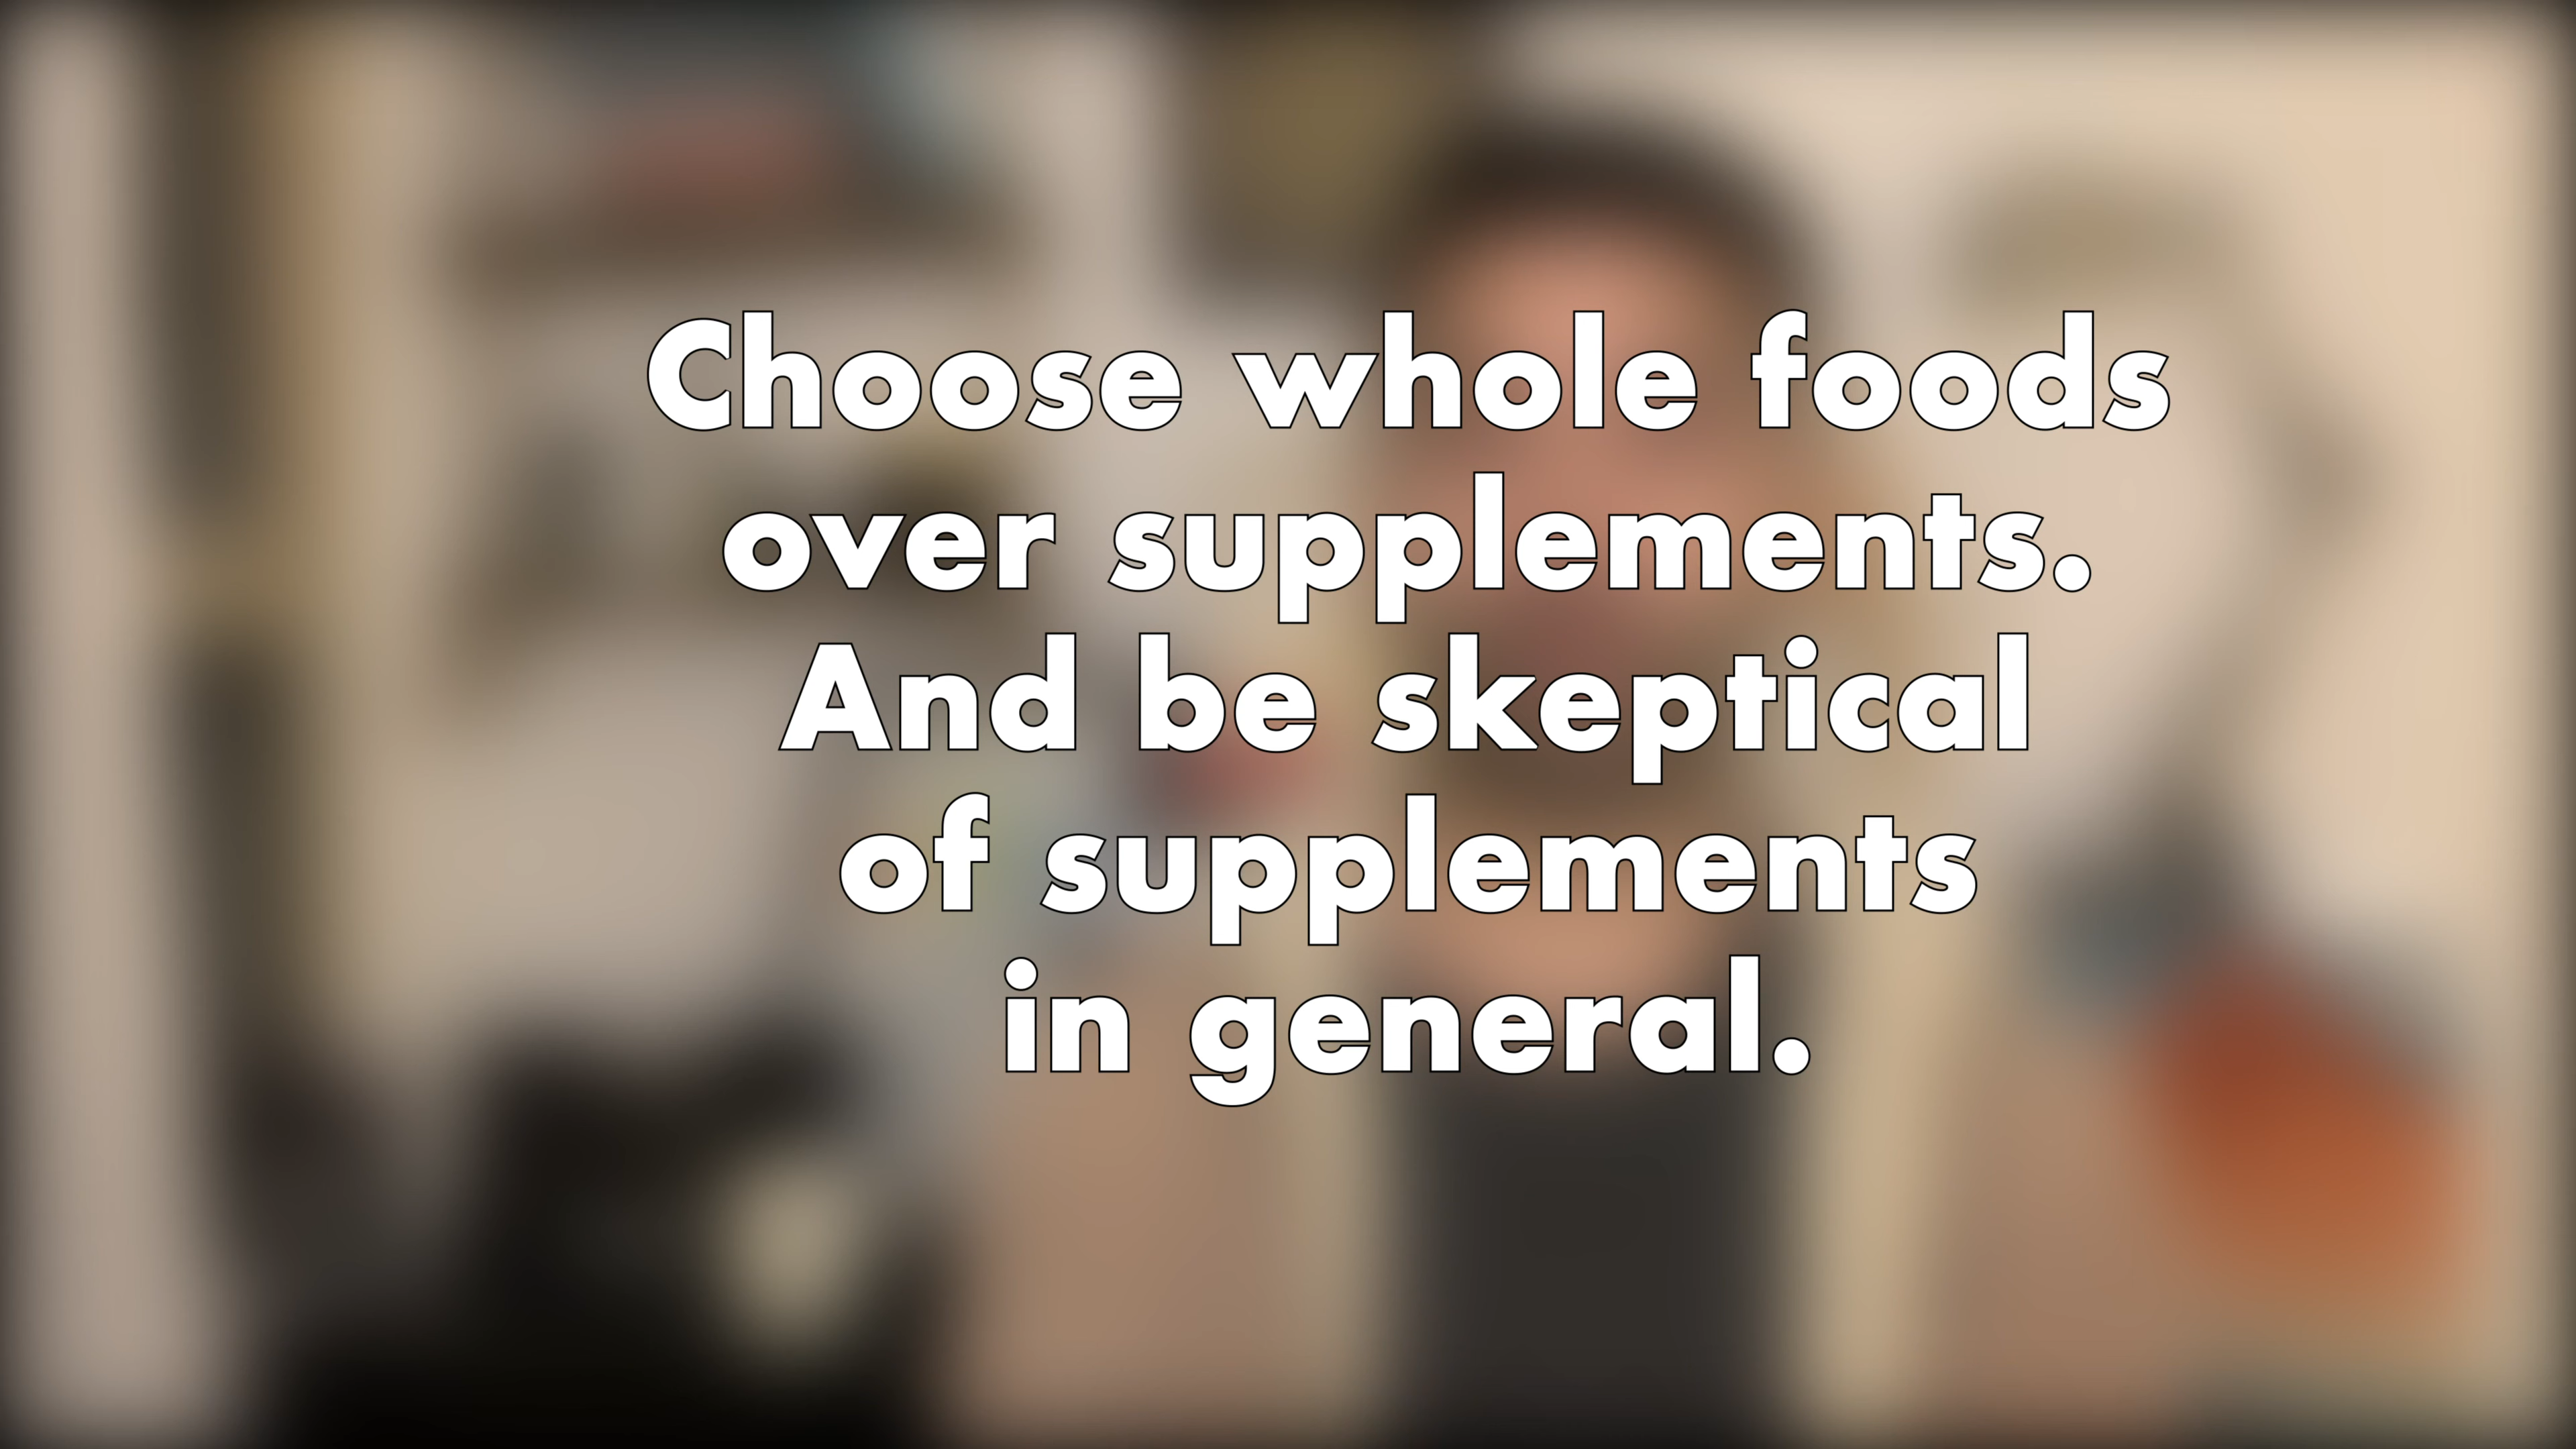 Choose whole foods
over supplements.
And be skeptical
of supplements
in general.